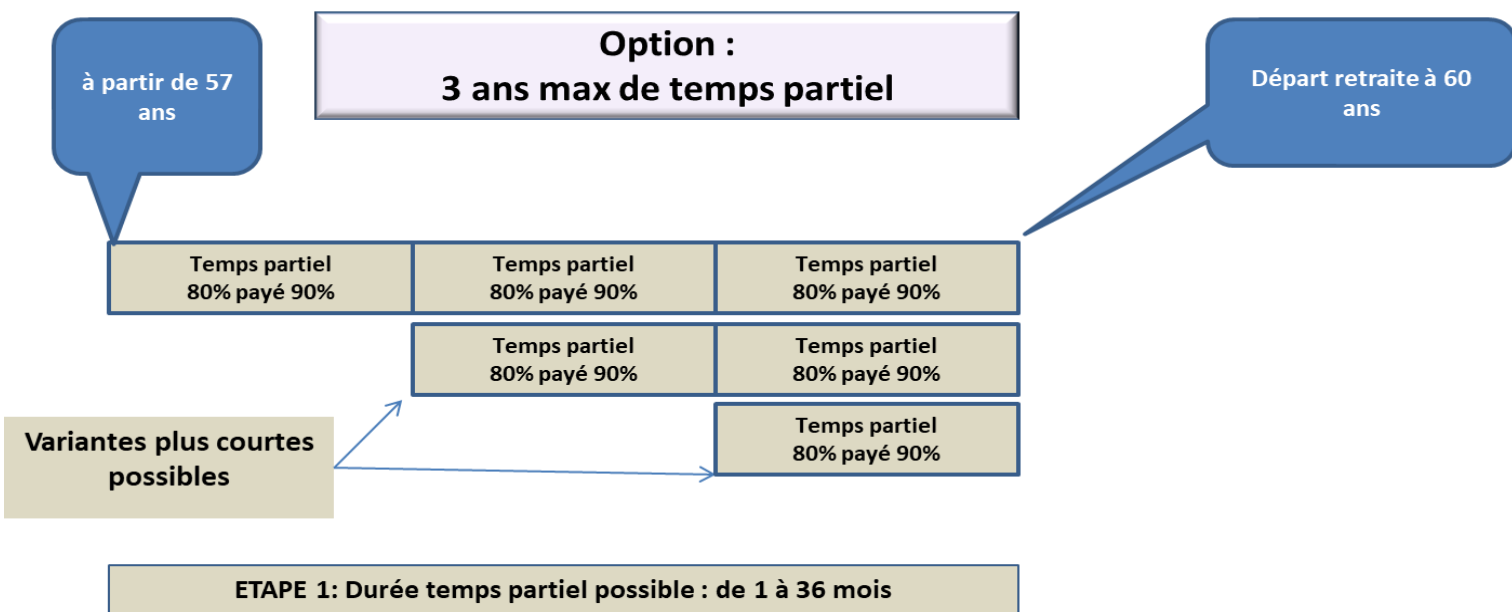 à partir de 57
ans
Option :
3 ans max de temps partiel
Départ retraite à 60
ans
Temps partiel
80% payé 90%
Temps partiel
80% payé 90%
Temps partiel
80% payé 90%
Temps partiel
80% payé 90%
Temps partiel
80% payé 90%
Temps partiel
80% payé 90%
Variantes plus courtes
possibles
ETAPE 1: Durée temps partiel possible : de 1 à 36 mois